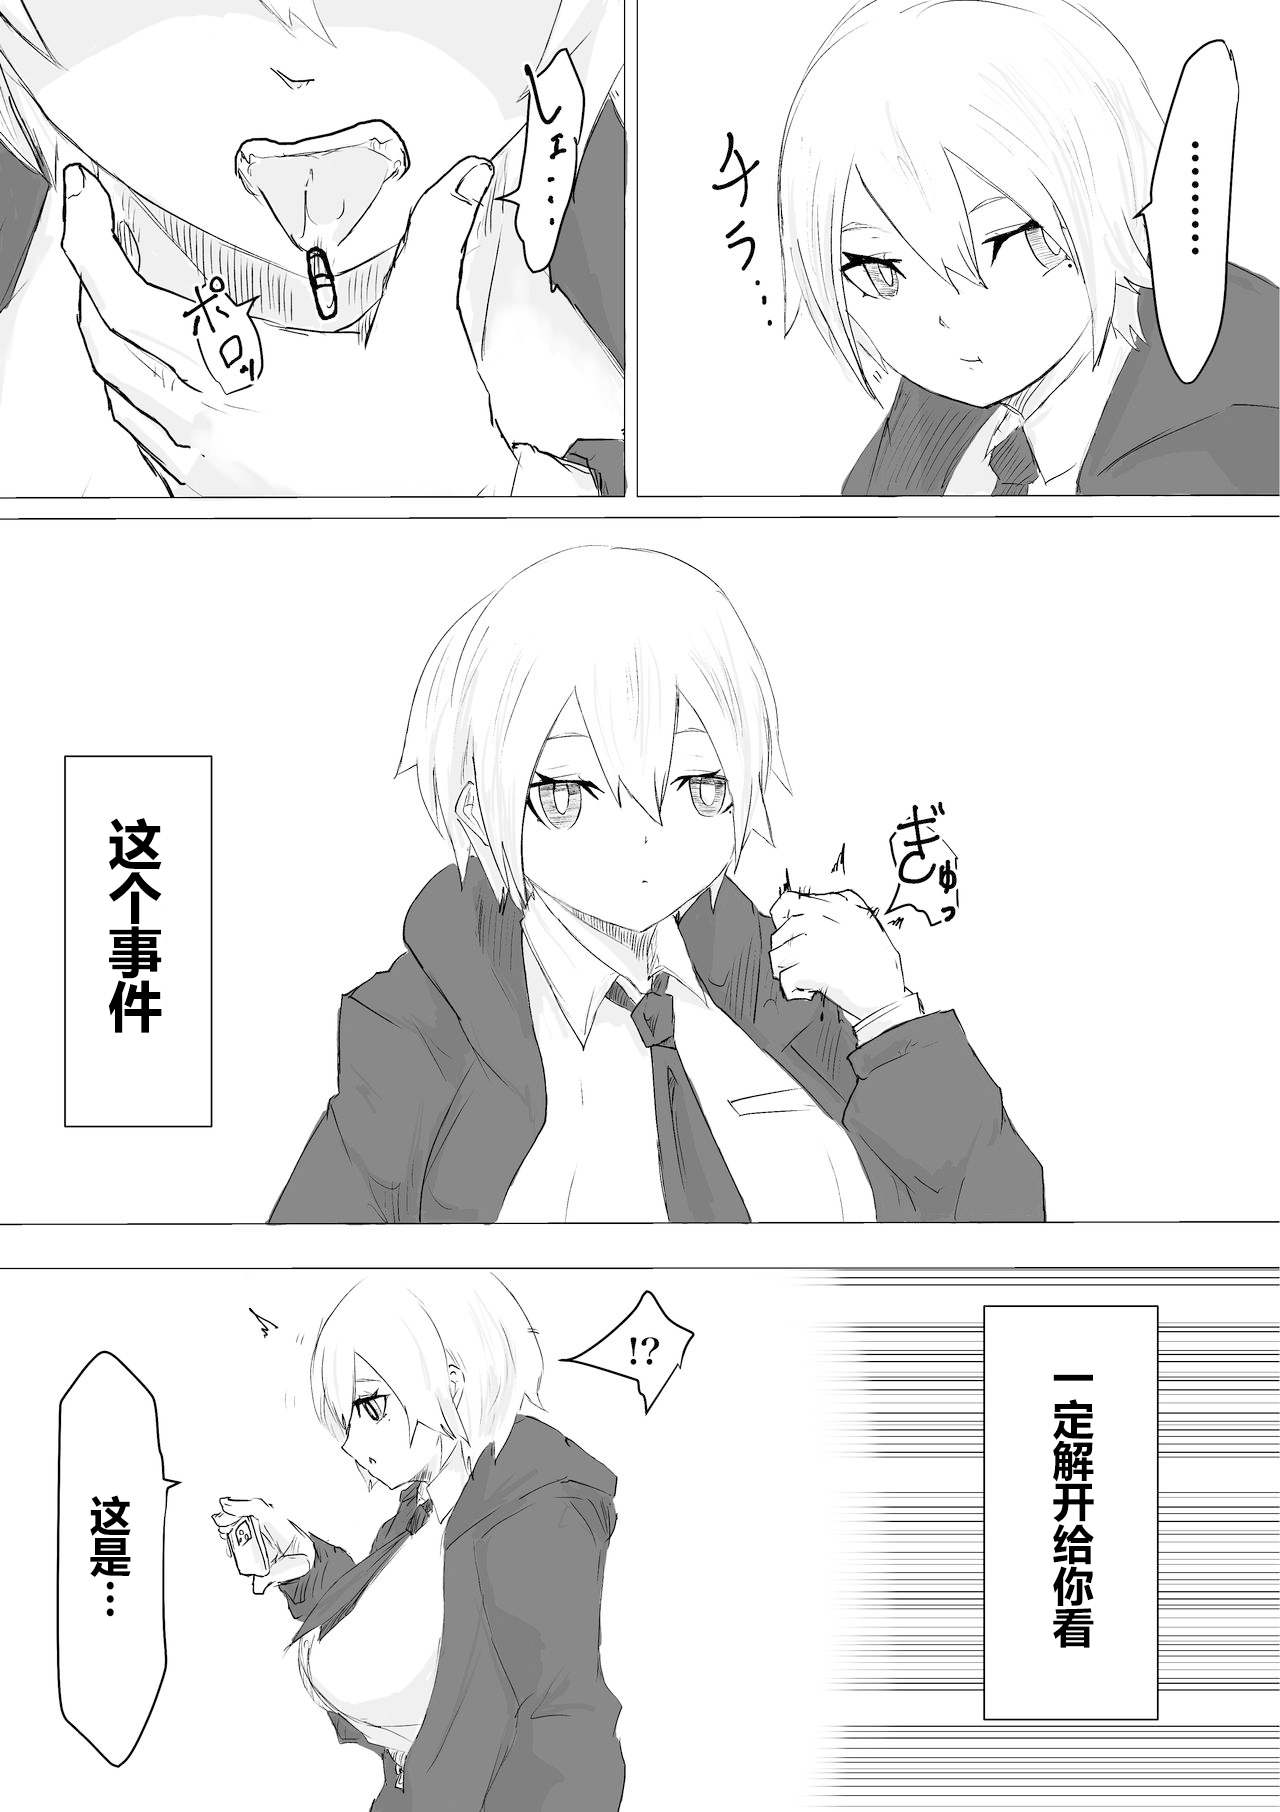 ………
チラ…
レェ…
ポロッ
这个事件
ぎゅっ
一定解开给你看
!?
这是…